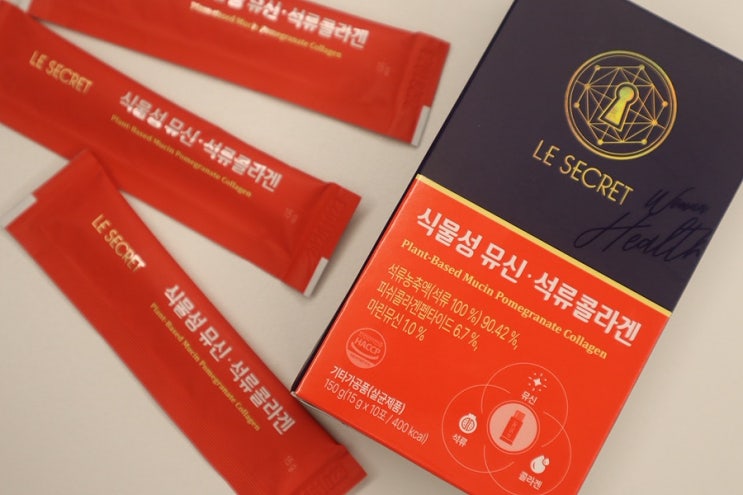 식물성 뮤신·석류콜라겐
Plant-Based Mucin Pomegranate Collagen
15 g
LE SECRET
식물성 뮤신·석류콜라겐
Plant-Based Mucin Pomegranate Collagen
15 g
LE SECRET
식물성 뮤신·석류콜라겐
Plant-Based Mucin Pomegranate Collagen
15 g
LE SECRET
Woman
Health
식물성 뮤신·석류콜라겐
Plant-Based Mucin Pomegranate Collagen
석류농축액(석류 100 %) 90.42 %,
피쉬콜라겐펩타이드 6.7 %,
마린뮤신 1.0 %
HACCP
기타가공품(살균제품)
150 g(15 g x 10포 / 400 kcal)
뮤신
석류
콜라겐